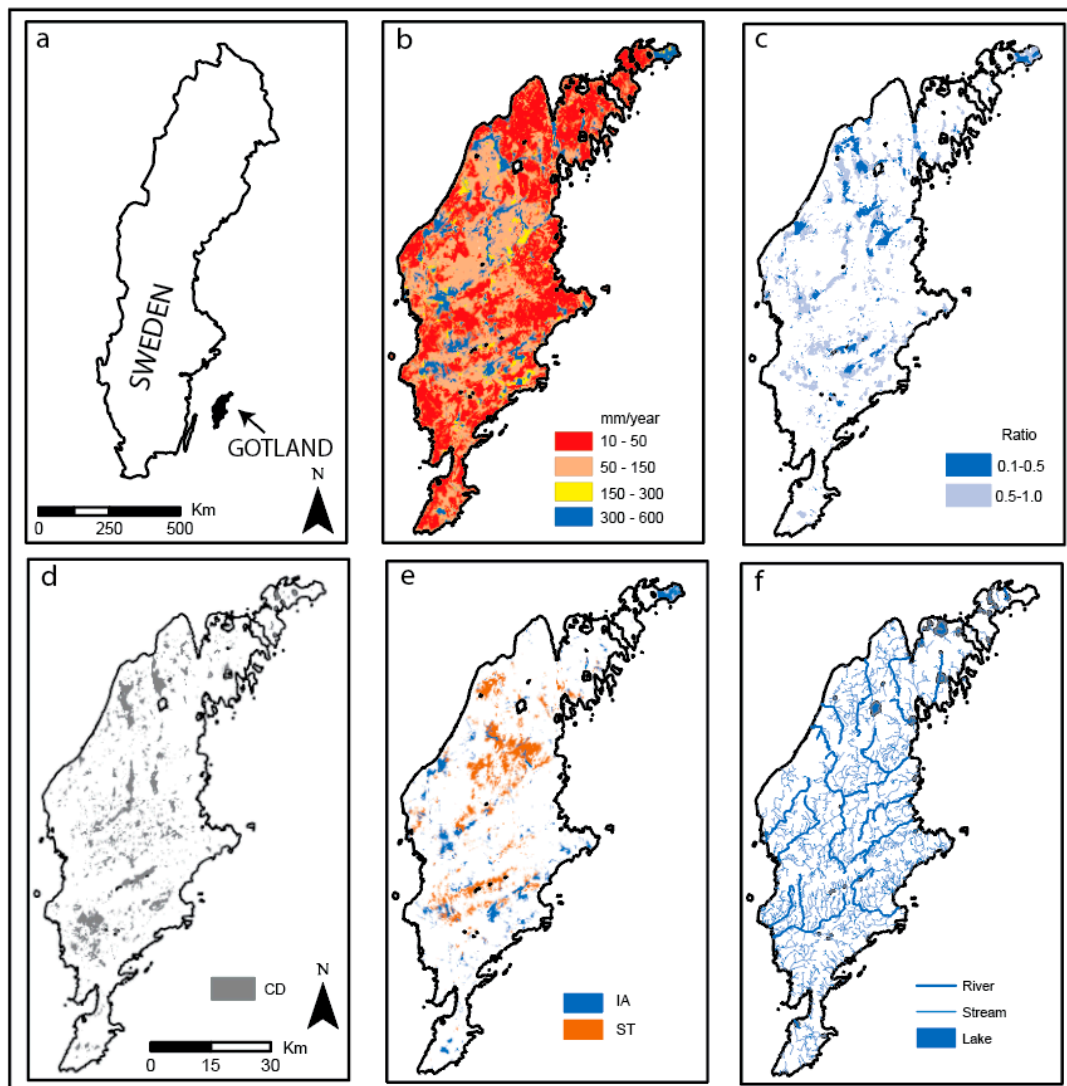 a
SWEDEN
GOTLAND
N
Km
0 250 500
b
mm/year
10 - 50
50 - 150
150 - 300
300 - 600
c
Ratio
0.1-0.5
0.5-1.0
d
CD
N
Km
0 15 30
e
IA
ST
f
River
Stream
Lake